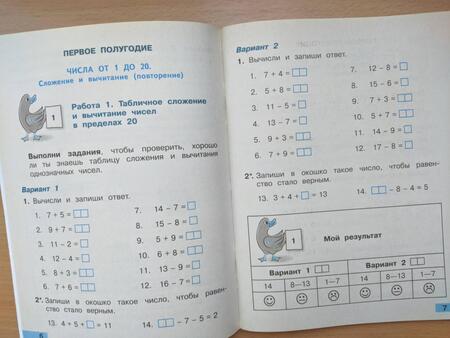 ПЕРВОЕ ПОЛУГОДИЕ
ЧИСЛА ОТ 1 ДО 20.
Сложение и вычитание (повторение)
1
Работа 1. Табличное сложение
и вычитание чисел
в пределах 20
Выполни задания, чтобы проверить, хорошо
ли ты знаешь таблицу сложения и вычитания
однозначных чисел.
Вариант 1
1. Вычисли и запиши ответ.
1. 7 + 5 =
2. 9 + 7 =
3. 11 – 2 =
4. 12 – 4 =
5. 8 + 3 =
6. 7 + 6 =
7. 14 – 7 =
8. 15 – 8 =
9. 5 + 9 =
10. 6 + 6 =
11. 13 – 9 =
12. 16 – 7 =
2*. Запиши в окошко такое число, чтобы равен-
ство стало верным.
13. 4 + 5 + = 11
14. – 7 – 5 = 2
6
Вариант 2
1. Вычисли и запиши ответ.
1. 7 + 4 =
2. 5 + 8 =
3. 11 – 5 =
4. 13 – 7 =
5. 9 + 3 =
6. 7 + 9 =
7. 12 – 8 =
8. 15 – 6 =
9. 3 + 8 =
10. 5 + 7 =
11. 14 – 9 =
12. 17 – 8 =
2*. Запиши в окошко такое число, чтобы равен-
ство стало верным.
13. 3 + 4 + = 13
14. – 8 – 4 = 5
1
Мой результат
Вариант 1
Вариант 2
14 8—13 1—7 14 8—13 1—7
7